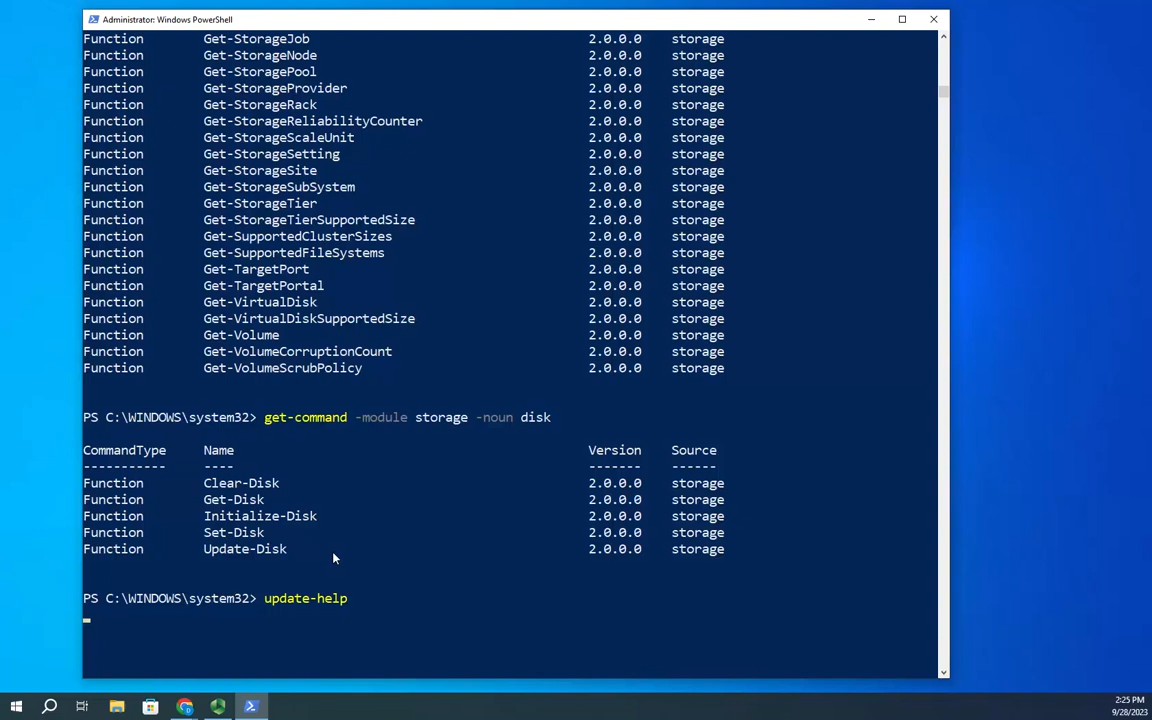 Administrator: Windows PowerShell
Function Get-StorageJob 2.0.0.0 storage
Function Get-StorageNode 2.0.0.0 storage
Function Get-StoragePool 2.0.0.0 storage
Function Get-StorageProvider 2.0.0.0 storage
Function Get-StorageRack 2.0.0.0 storage
Function Get-StorageReliabilityCounter 2.0.0.0 storage
Function Get-StorageScaleUnit 2.0.0.0 storage
Function Get-StorageSetting 2.0.0.0 storage
Function Get-StorageSite 2.0.0.0 storage
Function Get-StorageSubSystem 2.0.0.0 storage
Function Get-StorageTier 2.0.0.0 storage
Function Get-StorageTierSupportedSize 2.0.0.0 storage
Function Get-SupportedClusterSizes 2.0.0.0 storage
Function Get-SupportedFileSystems 2.0.0.0 storage
Function Get-TargetPort 2.0.0.0 storage
Function Get-TargetPortal 2.0.0.0 storage
Function Get-VirtualDisk 2.0.0.0 storage
Function Get-VirtualDiskSupportedSize 2.0.0.0 storage
Function Get-Volume 2.0.0.0 storage
Function Get-VolumeCorruptionCount 2.0.0.0 storage
Function Get-VolumeScrubPolicy 2.0.0.0 storage
PS C:\WINDOWS\system32> get-command -module storage -noun disk
CommandType Name Version Source
----------- ---- ------- ------
Function Clear-Disk 2.0.0.0 storage
Function Get-Disk 2.0.0.0 storage
Function Initialize-Disk 2.0.0.0 storage
Function Set-Disk 2.0.0.0 storage
Function Update-Disk 2.0.0.0 storage
PS C:\WINDOWS\system32> update-help
2:25 PM
9/28/2023